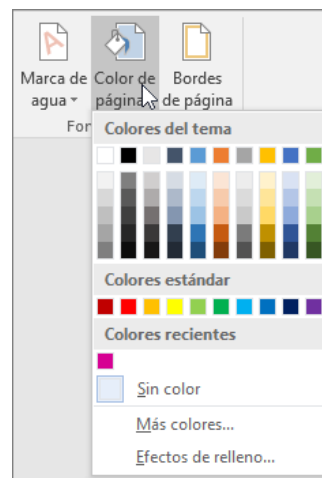 Marca de Color de Bordes
agua página de página
For
Colores del tema
Colores estándar
Colores recientes
Sin color
Más colores...
Efectos de relleno...